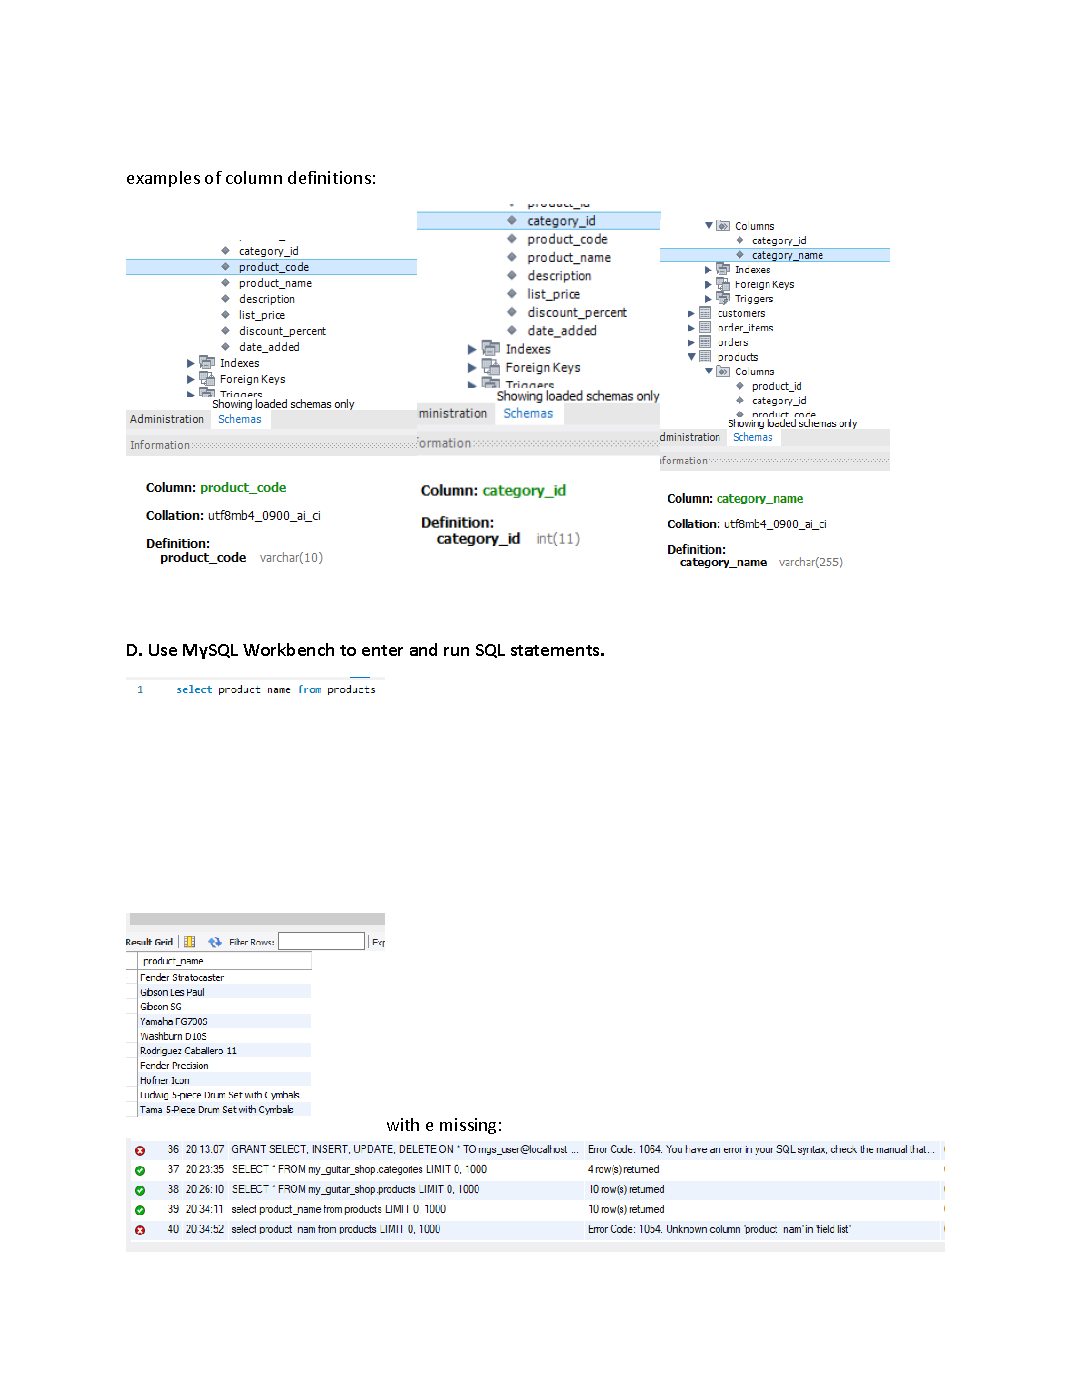 examples of column definitions:
category_id
product_code
product_name
description
list_price
discount_percent
date_added
Indexes
Foreign Keys
Triggers
Showing loaded schemas only
Administration Schemas
Information
Column: product_code
Collation: utf8mb4_0900_ai_ci
Definition:
product_code varchar(10)
product_id
category_id
product_code
product_name
description
list_price
discount_percent
date_added
Indexes
Foreign Keys
Triggers
Showing loaded schemas only
ministration Schemas
formation
Column: category_id
Definition:
category_id int(11)
Columns
category_id
category_name
Indexes
Foreign Keys
Triggers
customers
order_items
orders
products
Columns
product_id
category_id
product_code
Showing loaded schemas only
dministration Schemas
formation
Column: category_name
Collation: utf8mb4_0900_ai_ci
Definition:
category_name varchar(255)
D. Use MySQL Workbench to enter and run SQL statements.
1 select product_name from products
Result Grid Filter Rows: Exp
product_name
Fender Stratocaster
Gibson Les Paul
Gibson SG
Yamaha FG700S
Washburn D10S
Rodriguez Caballero 11
Fender Precision
Hofner Icon
Ludwig 5-piece Drum Set with Cymbals
Tama 5-Piece Drum Set with Cymbals
with e missing:
36 20:13:07 GRANT SELECT, INSERT, UPDATE, DELETE ON * TO mgs_user@localhost ... Error Code: 1064. You have an error in your SQL syntax; check the manual that...
37 20:23:35 SELECT * FROM my_guitar_shop.categories LIMIT 0, 1000 4 row(s) returned
38 20:26:10 SELECT * FROM my_guitar_shop.products LIMIT 0, 1000 10 row(s) returned
39 20:34:11 select product_name from products LIMIT 0, 1000 10 row(s) returned
40 20:34:52 select product_nam from products LIMIT 0, 1000 Error Code: 1054. Unknown column 'product_nam' in 'field list'